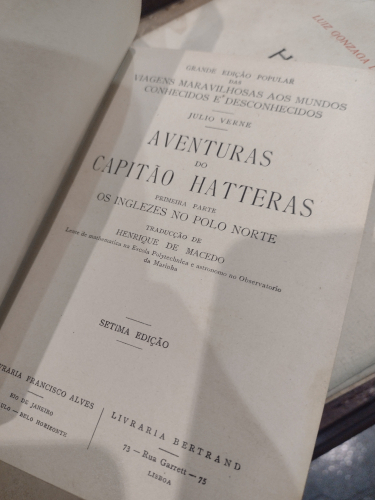 LUIZ GONZAGA
GRANDE EDIÇÃO POPULAR
DAS
VIAGENS MARAVILHOSAS AOS MUNDOS
CONHECIDOS E DESCONHECIDOS
JULIO VERNE
AVENTURAS
DO
CAPITÃO HATTERAS
PRIMEIRA PARTE
OS INGLEZES NO POLO NORTE
TRADUCÇÃO DE
HENRIQUE DE MACEDO
Lente de mathematica na Escola Polytechnica e astronomo no Observatorio
da Marinha
SETIMA EDIÇÃO
RARIA FRANCISCO ALVES
RIO DE JANEIRO
ULO — BELO HORIZONTE
LIVRARIA BERTRAND
73 — Rua Garrett — 75
LISBOA